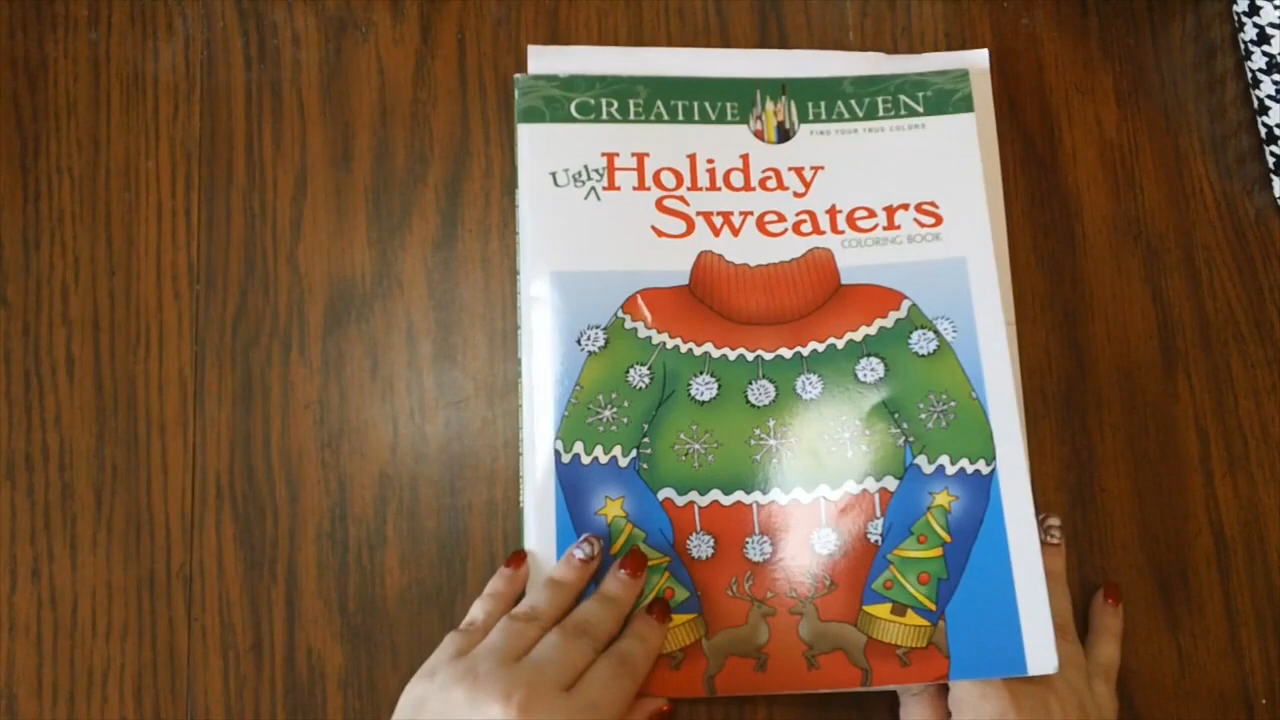 CREATIVE HAVEN®
FIND YOUR TRUE COLORS
Ugly Holiday
Sweaters
COLORING BOOK